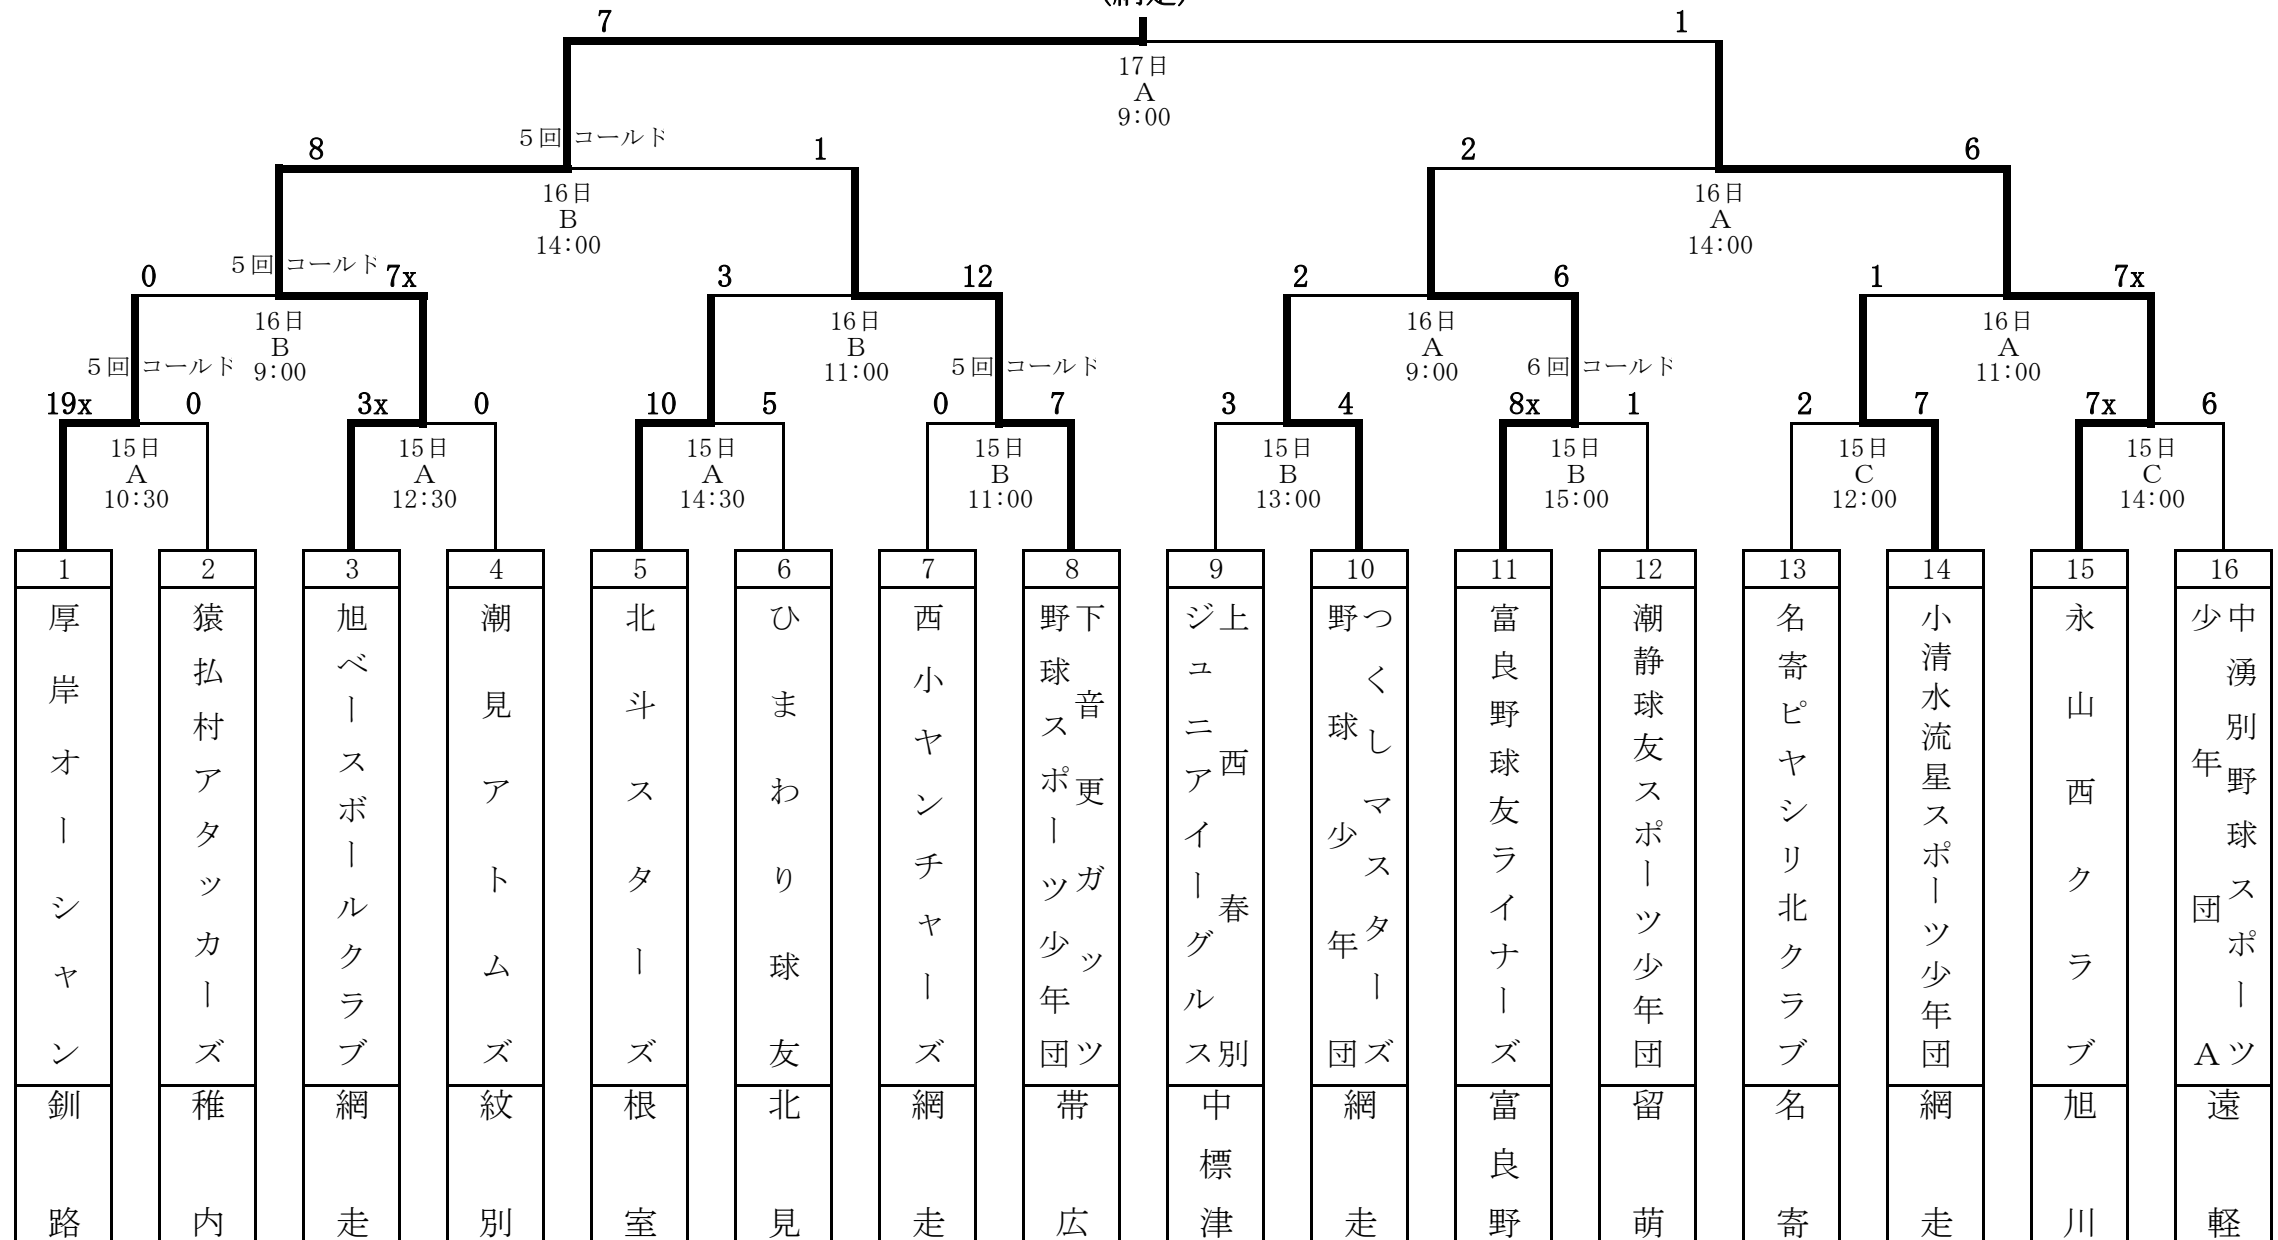 (網走)
7 1
17日
A
9:00
5回 コールド
8 1 2 6
16日
B
14:00
16日
A
14:00
5回 コールド
0 7x 3 12 2 6 1 7x
16日
B
9:00
16日
B
11:00
16日
A
9:00
16日
A
11:00
5回 コールド
5回 コールド
6回 コールド
19x 0 3x 0 10 5 0 7 3 4 8x 1 2 7 7x 6
15日
A
10:30
15日
A
12:30
15日
A
14:30
15日
B
11:00
15日
B
13:00
15日
B
15:00
15日
C
12:00
15日
C
14:00
1
厚岸オーシャン
釧路
2
猿払村アタッカーズ
稚内
3
旭ベースボールクラブ
網走
4
潮見アトムズ
紋別
5
北斗スターズ
根室
6
ひまわり球友
北見
7
西小ヤンチャーズ
網走
8
下音更ガッツ
野球スポーツ少年団
帯広
9
上西春別
ジュニアイーグルス
中標津
10
つくしマスターズ
野球少年団
網走
11
富良野球友ライナーズ
富良野
12
潮静球友スポーツ少年団
留萌
13
名寄ピヤシリ北クラブ
名寄
14
小清水流星スポーツ少年団
網走
15
永山西クラブ
旭川
16
中湧別野球スポーツ
少年団A
遠軽